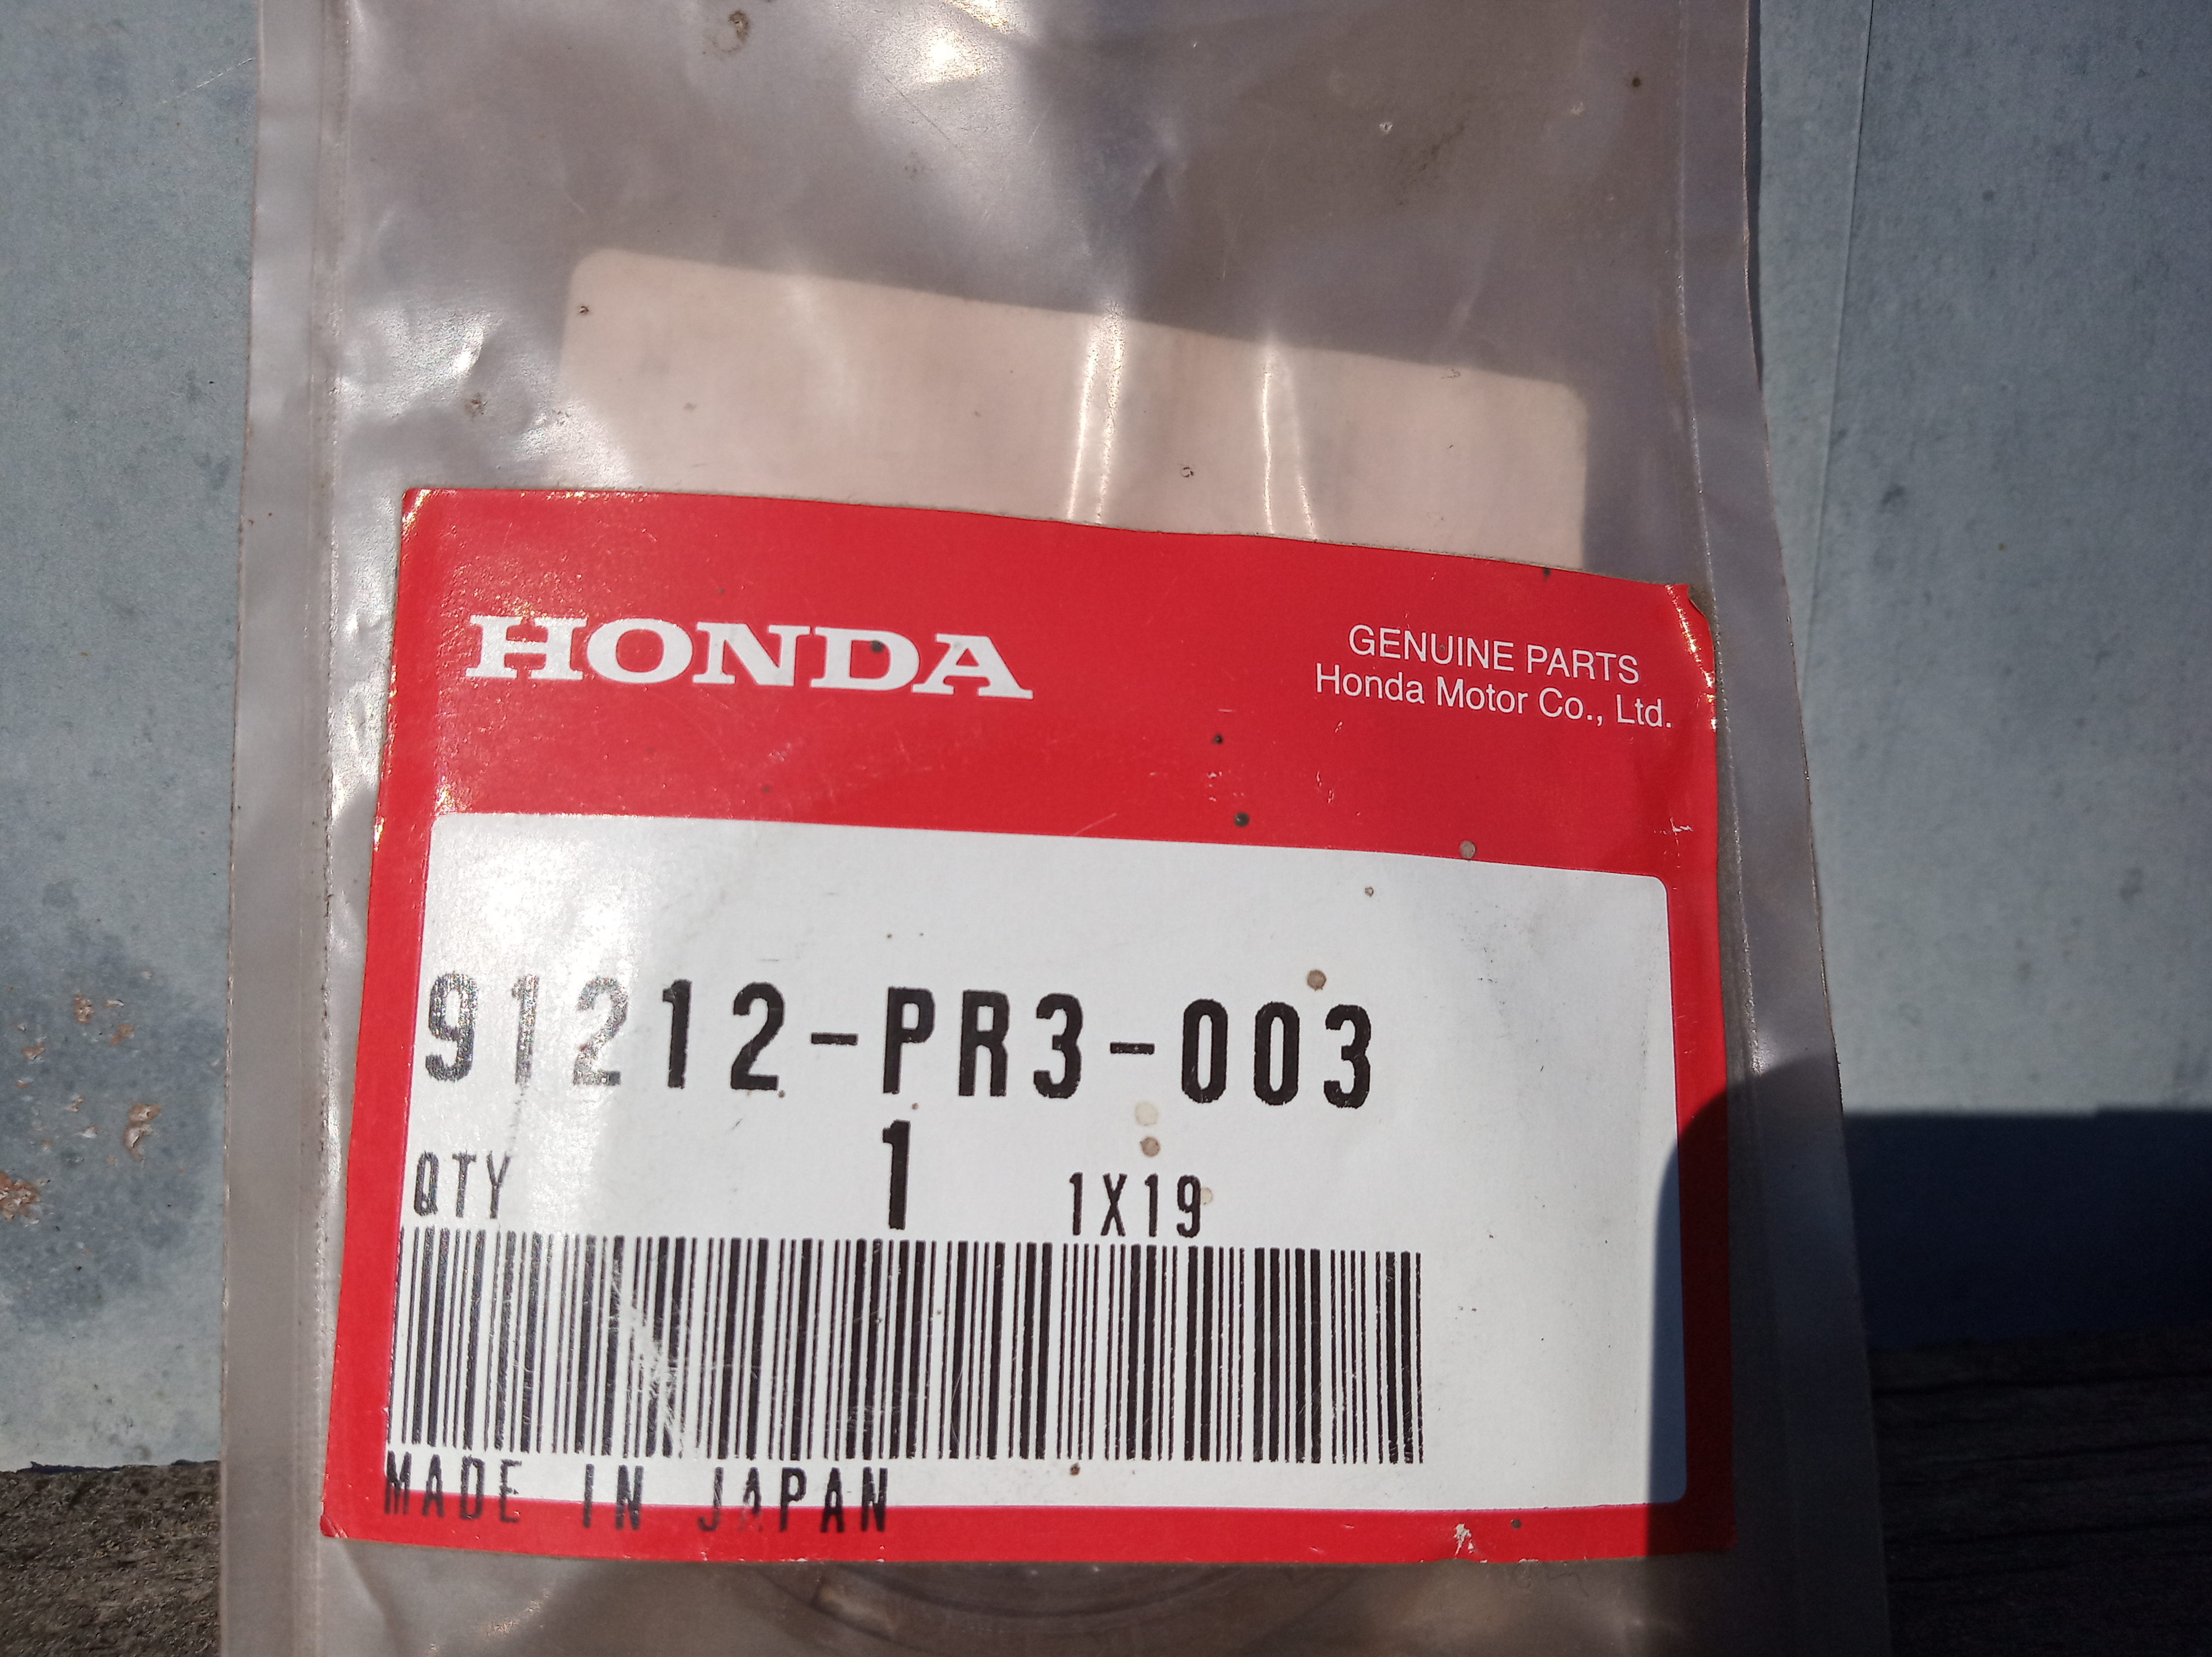 HONDA
GENUINE PARTS
Honda Motor Co., Ltd.
91212-PR3-003
QTY 1 1X19
MADE IN JAPAN